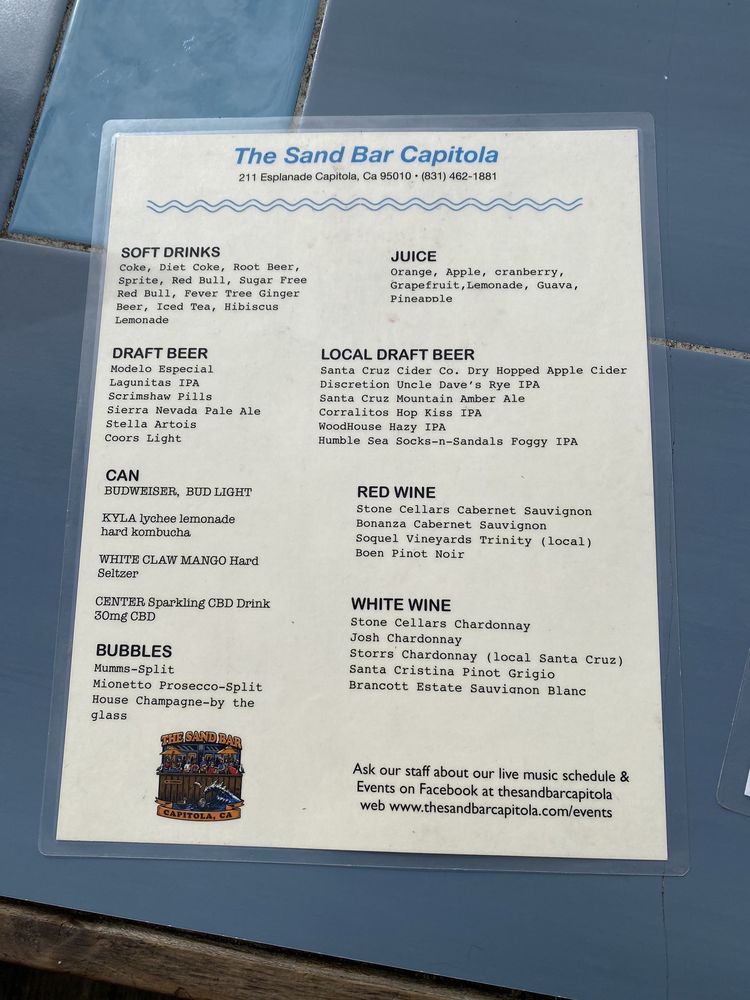 The Sand Bar Capitola
211 Esplanade Capitola, Ca 95010 • (831) 462-1881
SOFT DRINKS
Coke, Diet Coke, Root Beer,
Sprite, Red Bull, Sugar Free
Red Bull, Fever Tree Ginger
Beer, Iced Tea, Hibiscus
Lemonade
JUICE
Orange, Apple, cranberry,
Grapefruit,Lemonade, Guava,
Pineapple
DRAFT BEER
Modelo Especial
Lagunitas IPA
Scrimshaw Pills
Sierra Nevada Pale Ale
Stella Artois
Coors Light
LOCAL DRAFT BEER
Santa Cruz Cider Co. Dry Hopped Apple Cider
Discretion Uncle Dave's Rye IPA
Santa Cruz Mountain Amber Ale
Corralitos Hop Kiss IPA
WoodHouse Hazy IPA
Humble Sea Socks-n-Sandals Foggy IPA
CAN
BUDWEISER, BUD LIGHT
KYLA lychee lemonade
hard kombucha
WHITE CLAW MANGO Hard
Seltzer
CENTER Sparkling CBD Drink
30mg CBD
RED WINE
Stone Cellars Cabernet Sauvignon
Bonanza Cabernet Sauvignon
Soquel Vineyards Trinity (local)
Boen Pinot Noir
WHITE WINE
Stone Cellars Chardonnay
Josh Chardonnay
Storrs Chardonnay (local Santa Cruz)
Santa Cristina Pinot Grigio
Brancott Estate Sauvignon Blanc
BUBBLES
Mumms-Split
Mionetto Prosecco-Split
House Champagne-by the
glass
THE SAND BAR
CAPITOLA, CA
Ask our staff about our live music schedule &
Events on Facebook at thesandbarcapitola
web www.thesandbarcapitola.com/events